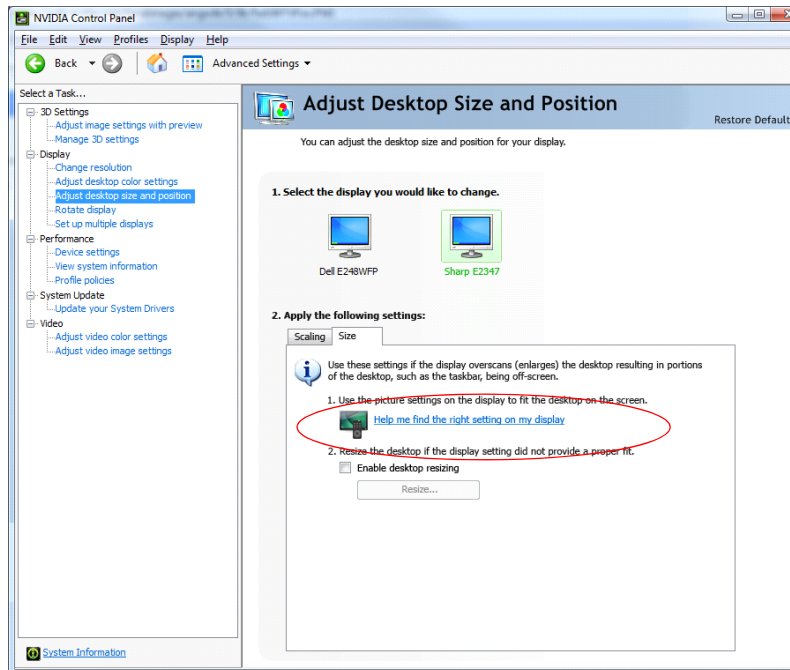 NVIDIA Control Panel
File Edit View Profiles Display Help
Back Advanced Settings
Select a Task...
3D Settings
Adjust image settings with preview
Manage 3D settings
Display
Change resolution
Adjust desktop color settings
Adjust desktop size and position
Rotate display
Set up multiple displays
Performance
Device settings
View system information
Profile policies
System Update
Update your System Drivers
Video
Adjust video color settings
Adjust video image settings
System Information
Adjust Desktop Size and Position
Restore Default
You can adjust the desktop size and position for your display.
1. Select the display you would like to change.
Dell E248WFP Sharp E2347
2. Apply the following settings:
Scaling Size
Use these settings if the display overscans (enlarges) the desktop resulting in portions
of the desktop, such as the taskbar, being off-screen.
1. Use the picture settings on the display to fit the desktop on the screen.
Help me find the right setting on my display
2. Resize the desktop if the display setting did not provide a proper fit.
Enable desktop resizing
Resize...